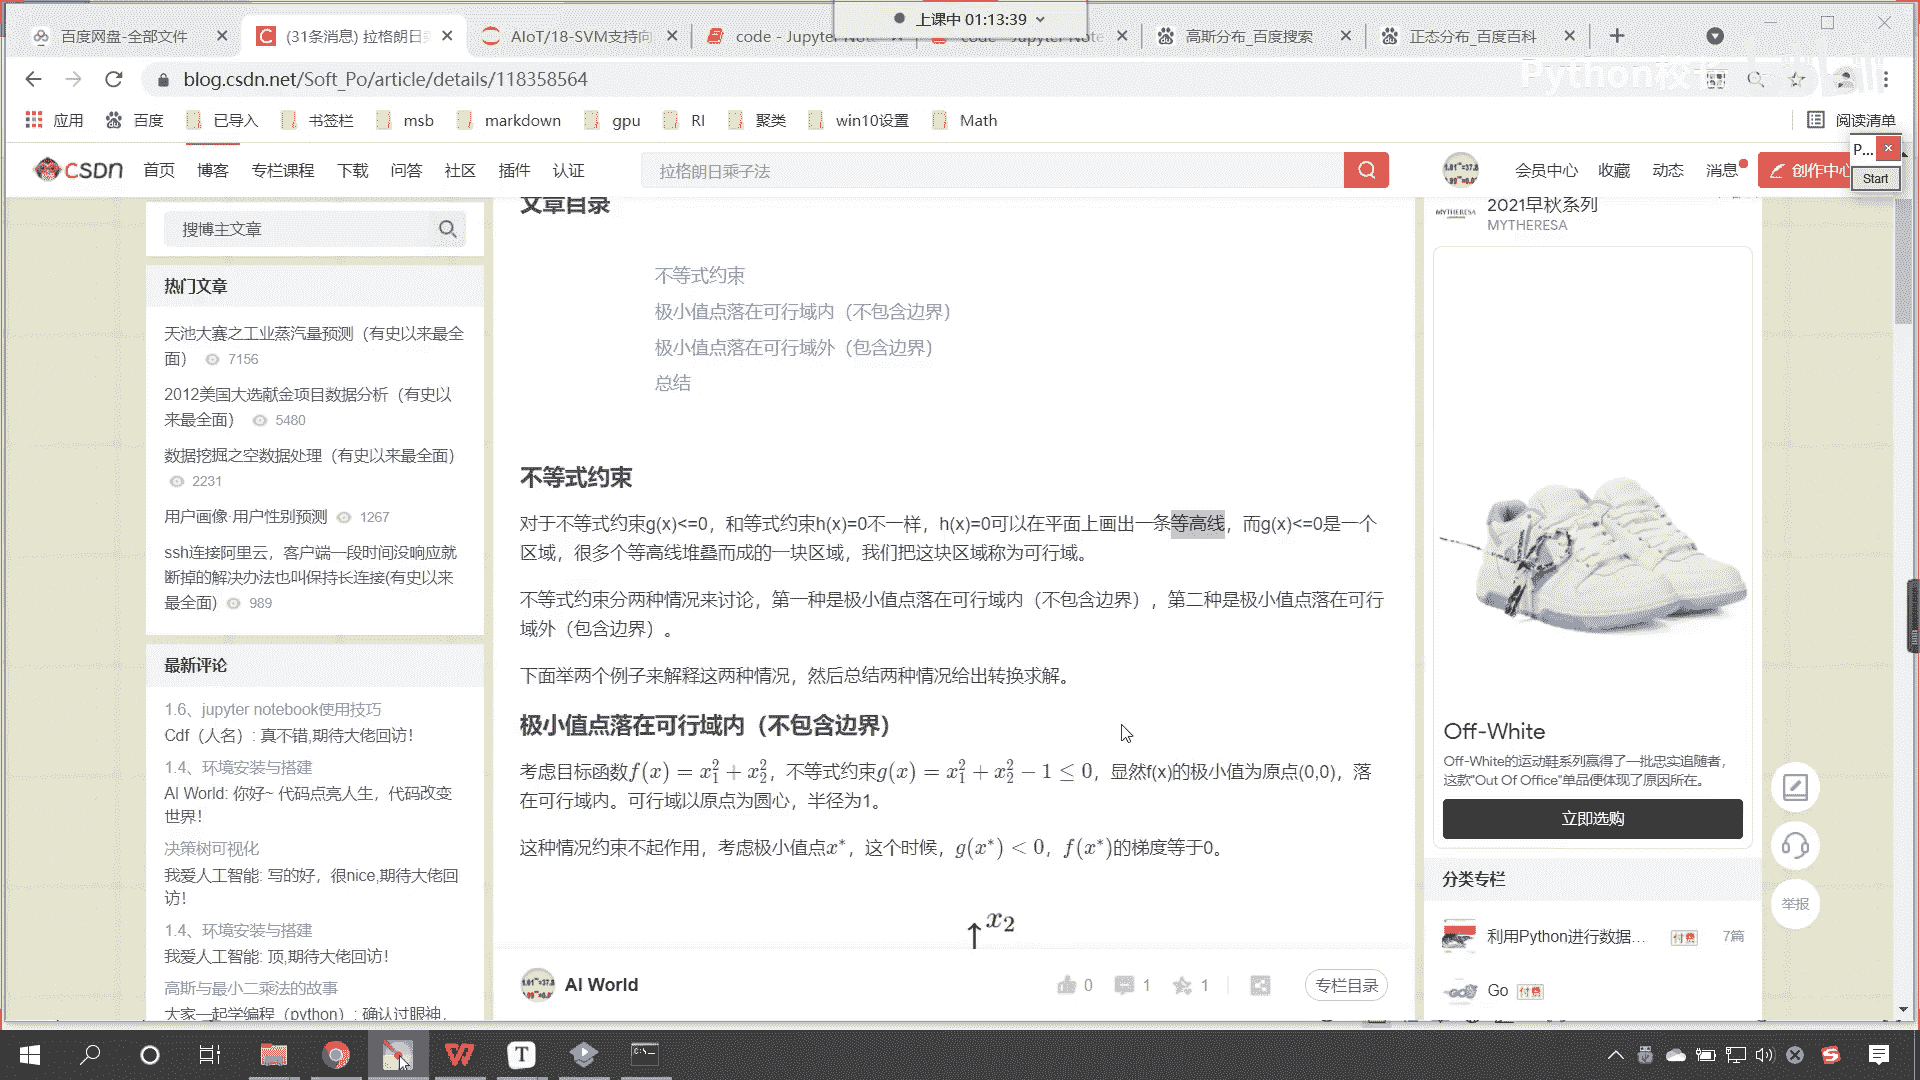 上课中 01:13:39
百度网盘-全部文件
(31条消息) 拉格朗日乘
AIoT/18-SVM支持向
code - Jupyter Not
code - Jupyter Note
高斯分布_百度搜索
正态分布_百度百科
blog.csdn.net/Soft_Po/article/details/118358564
应用
百度
已导入
书签栏
msb
markdown
gpu
RI
聚类
win10设置
Math
阅读清单
P...
Start
CSDN
首页
博客
专栏课程
下载
问答
社区
插件
认证
拉格朗日乘子法
会员中心
收藏
动态
消息
创作中心
搜博主文章
热门文章
天池大赛之工业蒸汽量预测（有史以来最全
面） 7156
2012美国大选献金项目数据分析（有史以
来最全面） 5480
数据挖掘之空数据处理（有史以来最全面）
2231
用户画像·用户性别预测 1267
ssh连接阿里云，客户端一段时间没响应就
断掉的解决办法也叫保持长连接(有史以来
最全面) 989
最新评论
1.6、jupyter notebook使用技巧
Cdf（人名）: 真不错,期待大佬回访！
1.4、环境安装与搭建
AI World: 你好~ 代码点亮人生，代码改变
世界！
决策树可视化
我爱人工智能: 写的好，很nice,期待大佬回
访！
1.4、环境安装与搭建
我爱人工智能: 顶,期待大佬回访！
高斯与最小二乘法的故事
大家一起学编程（python）: 确认过眼神，
文章目录
不等式约束
极小值点落在可行域内（不包含边界）
极小值点落在可行域外（包含边界）
总结
不等式约束
对于不等式约束g(x)<=0，和等式约束h(x)=0不一样，h(x)=0可以在平面上画出一条等高线，而g(x)<=0是一个
区域，很多个等高线堆叠而成的一块区域，我们把这块区域称为可行域。
不等式约束分两种情况来讨论，第一种是极小值点落在可行域内（不包含边界），第二种是极小值点落在可行
域外（包含边界）。
下面举两个例子来解释这两种情况，然后总结两种情况给出转换求解。
极小值点落在可行域内（不包含边界）
考虑目标函数f(x) = x₁² + x₂²，不等式约束g(x) = x₁² + x₂² − 1 ≤ 0，显然f(x)的极小值为原点(0,0)，落
在可行域内。可行域以原点为圆心，半径为1。
这种情况约束不起作用，考虑极小值点x*，这个时候，g(x*) < 0，f(x*)的梯度等于0。
x₂
AI World
0
1
1
专栏目录
MYTHERESA
2021早秋系列
MYTHERESA
Off-White
Off-White的运动鞋系列赢得了一批忠实追随者，
这款"Out Of Office"单品便体现了原因所在。
立即选购
分类专栏
利用Python进行数据... 付费 7篇
Go 付费
举报